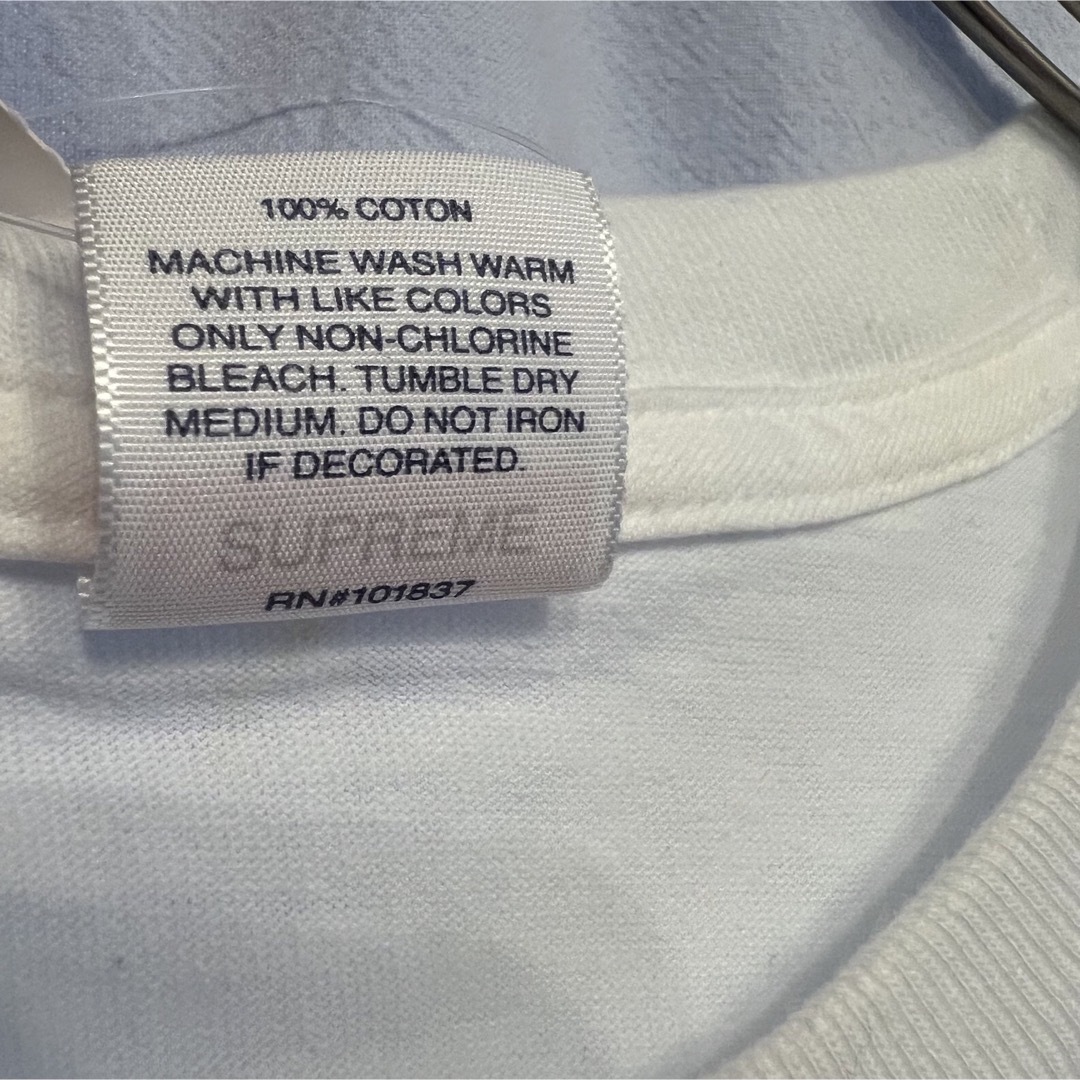 100% COTON
MACHINE WASH WARM
WITH LIKE COLORS
ONLY NON-CHLORINE
BLEACH. TUMBLE DRY
MEDIUM. DO NOT IRON
IF DECORATED.
SUPREME
RN#101837